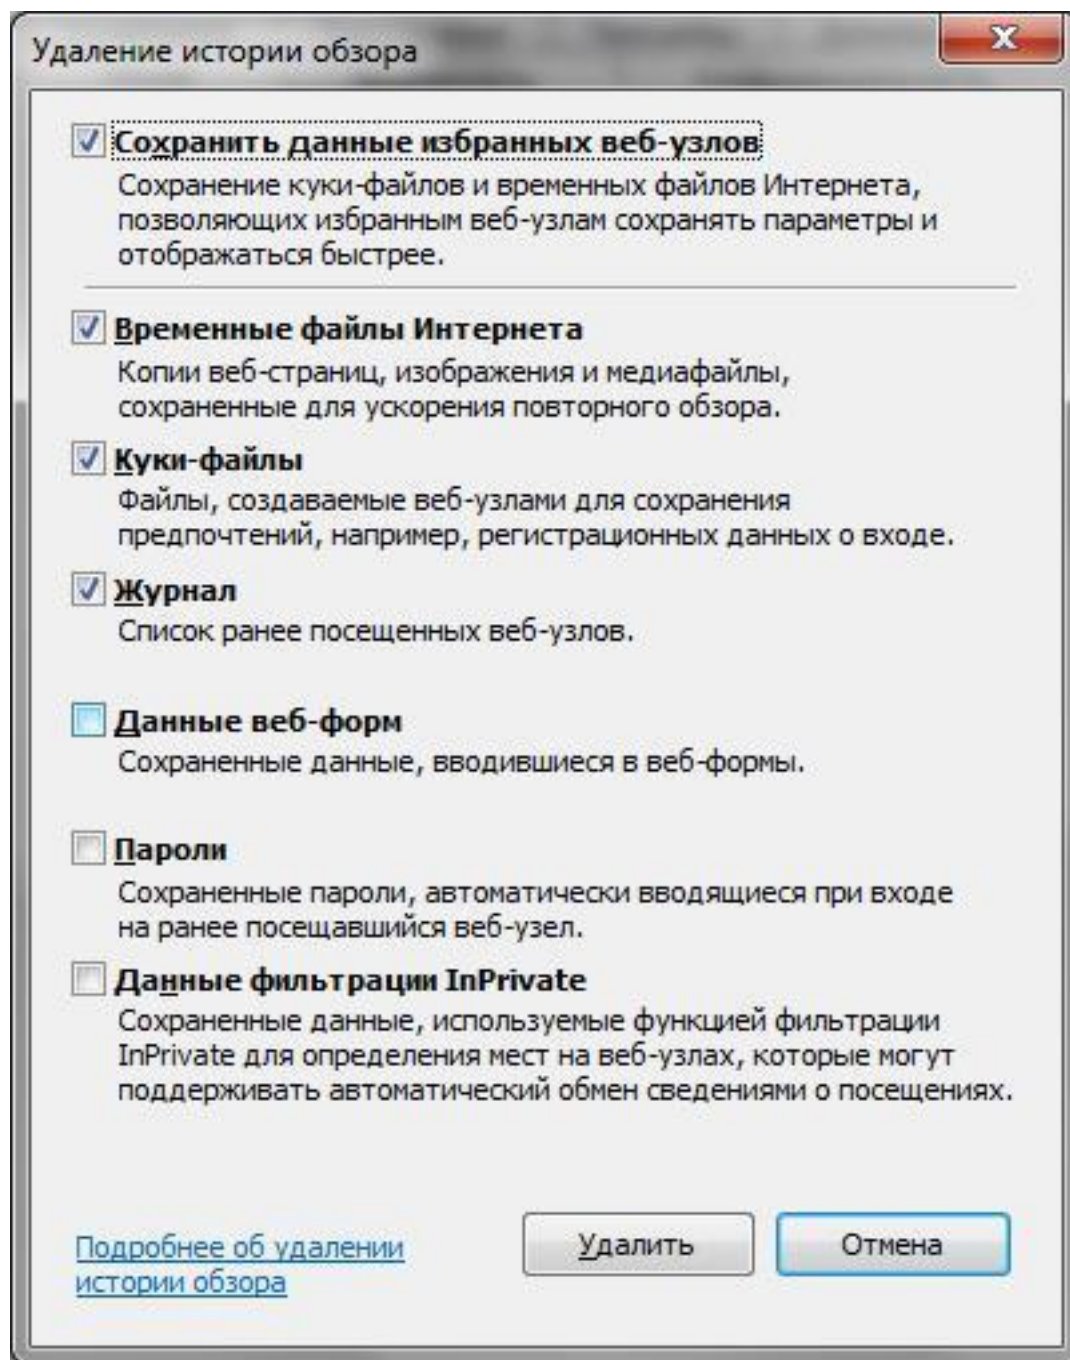 Удаление истории обзора
Сохранить данные избранных веб-узлов
Сохранение куки-файлов и временных файлов Интернета,
позволяющих избранным веб-узлам сохранять параметры и
отображаться быстрее.
Временные файлы Интернета
Копии веб-страниц, изображения и медиафайлы,
сохраненные для ускорения повторного обзора.
Куки-файлы
Файлы, создаваемые веб-узлами для сохранения
предпочтений, например, регистрационных данных о входе.
Журнал
Список ранее посещенных веб-узлов.
Данные веб-форм
Сохраненные данные, вводившиеся в веб-формы.
Пароли
Сохраненные пароли, автоматически вводящиеся при входе
на ранее посещавшийся веб-узел.
Данные фильтрации InPrivate
Сохраненные данные, используемые функцией фильтрации
InPrivate для определения мест на веб-узлах, которые могут
поддерживать автоматический обмен сведениями о посещениях.
Подробнее об удалении
истории обзора
Удалить
Отмена